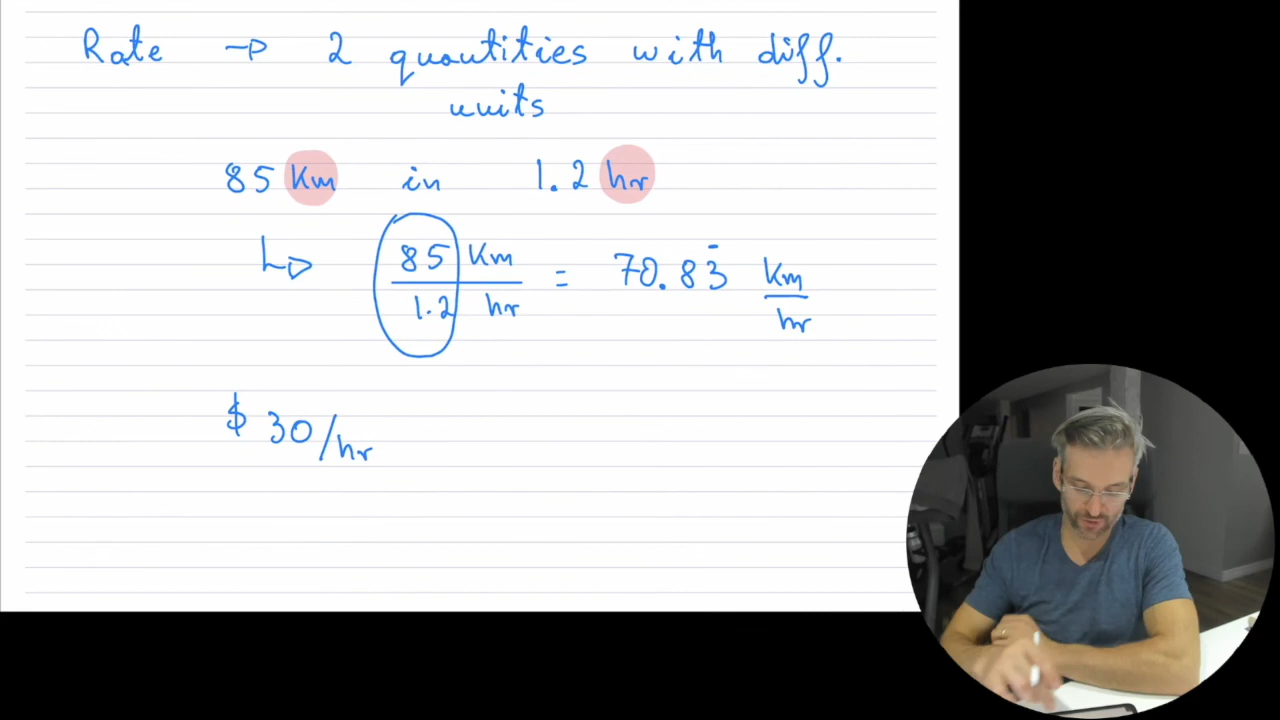 Rate → 2 quantities with diff.
units
85 Km in 1.2 hr
↳ 85 Km / 1.2 hr = 70.83̄ Km / hr
$ 30/hr